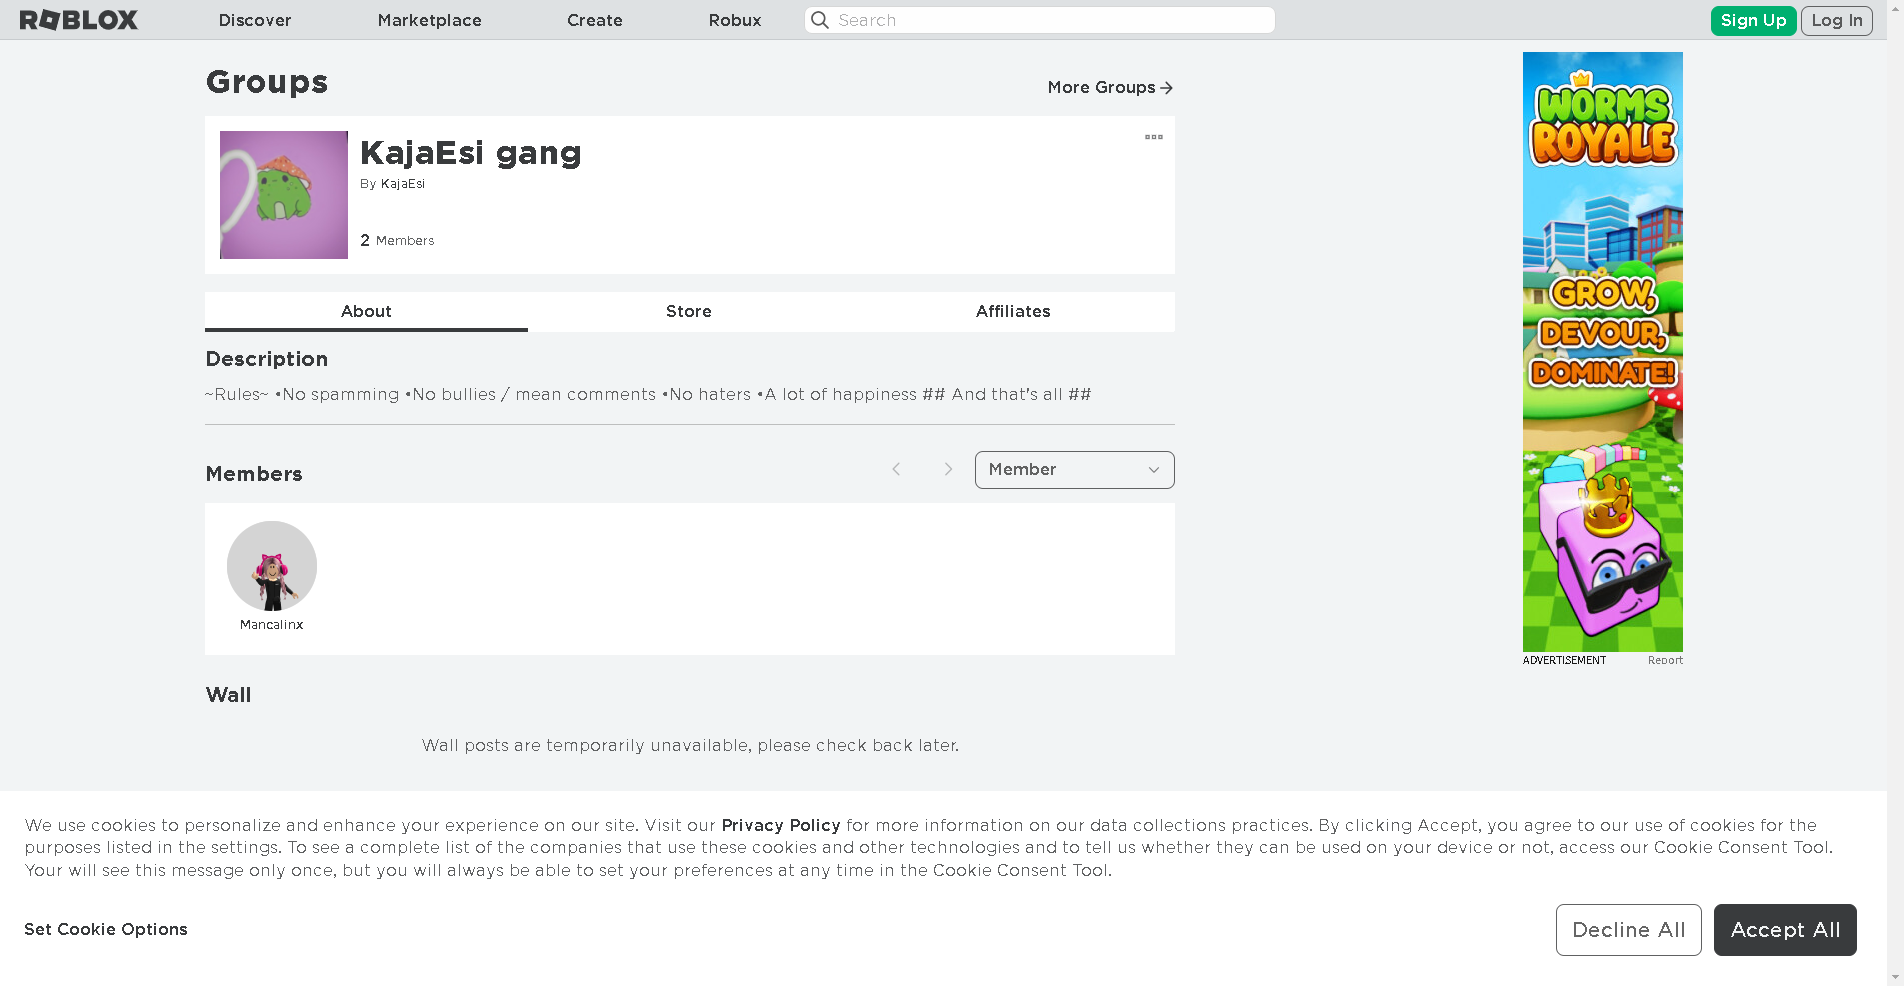 ROBLOX
Discover
Marketplace
Create
Robux
Search
Sign Up
Log In
Groups
More Groups
KajaEsi gang
By KajaEsi
2 Members
About
Store
Affiliates
Description
~Rules~ •No spamming •No bullies / mean comments •No haters •A lot of happiness ## And that's all ##
Members
Member
Mancalinx
Wall
Wall posts are temporarily unavailable, please check back later.
WORMS
ROYALE
GROW,
DEVOUR,
DOMINATE!
ADVERTISEMENT
Report
We use cookies to personalize and enhance your experience on our site. Visit our Privacy Policy for more information on our data collections practices. By clicking Accept, you agree to our use of cookies for the
purposes listed in the settings. To see a complete list of the companies that use these cookies and other technologies and to tell us whether they can be used on your device or not, access our Cookie Consent Tool.
Your will see this message only once, but you will always be able to set your preferences at any time in the Cookie Consent Tool.
Set Cookie Options
Decline All
Accept All